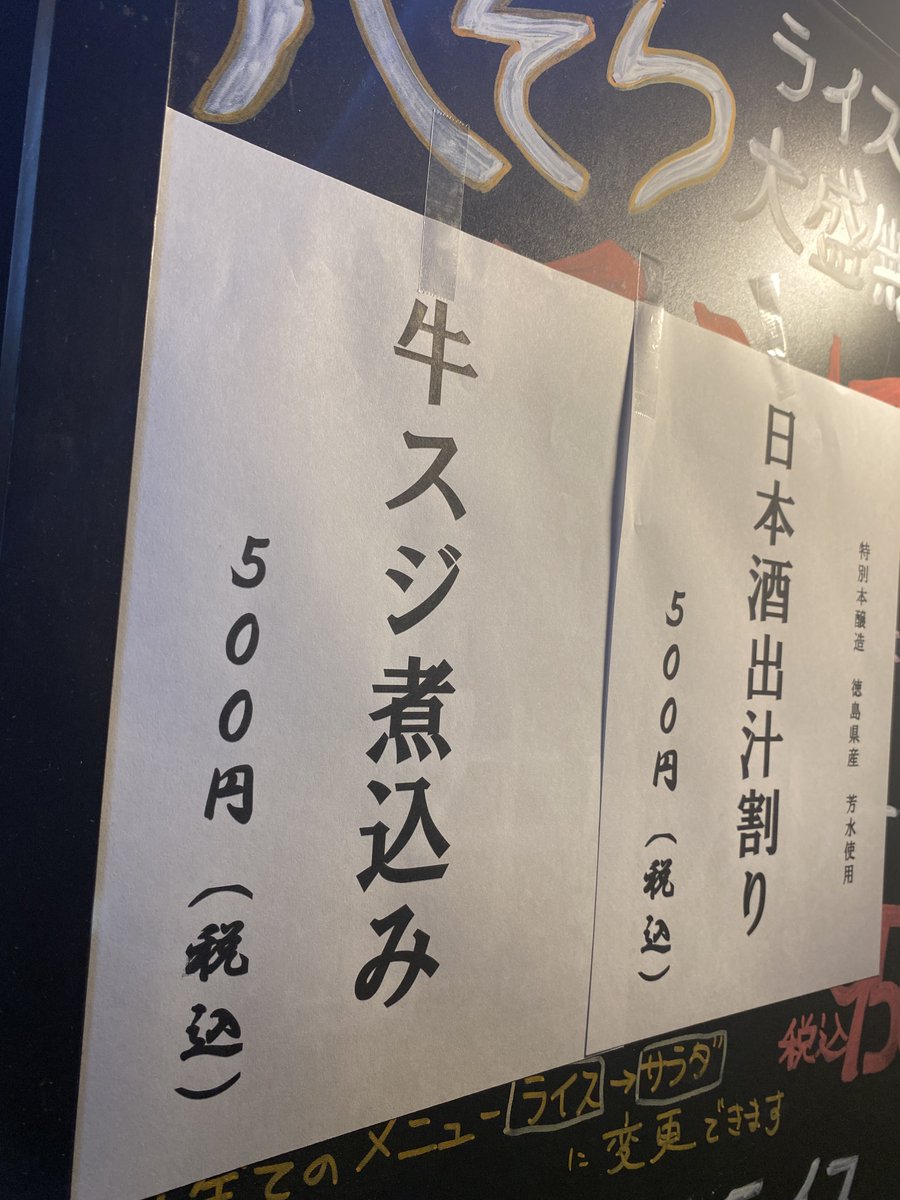 ライス
大盛無
牛スジ煮込み
500円（税込）
特別本醸造　徳島県産　芳水使用
日本酒出汁割り
500円（税込）
税込
全てのメニューライス→サラダ
に変更できます